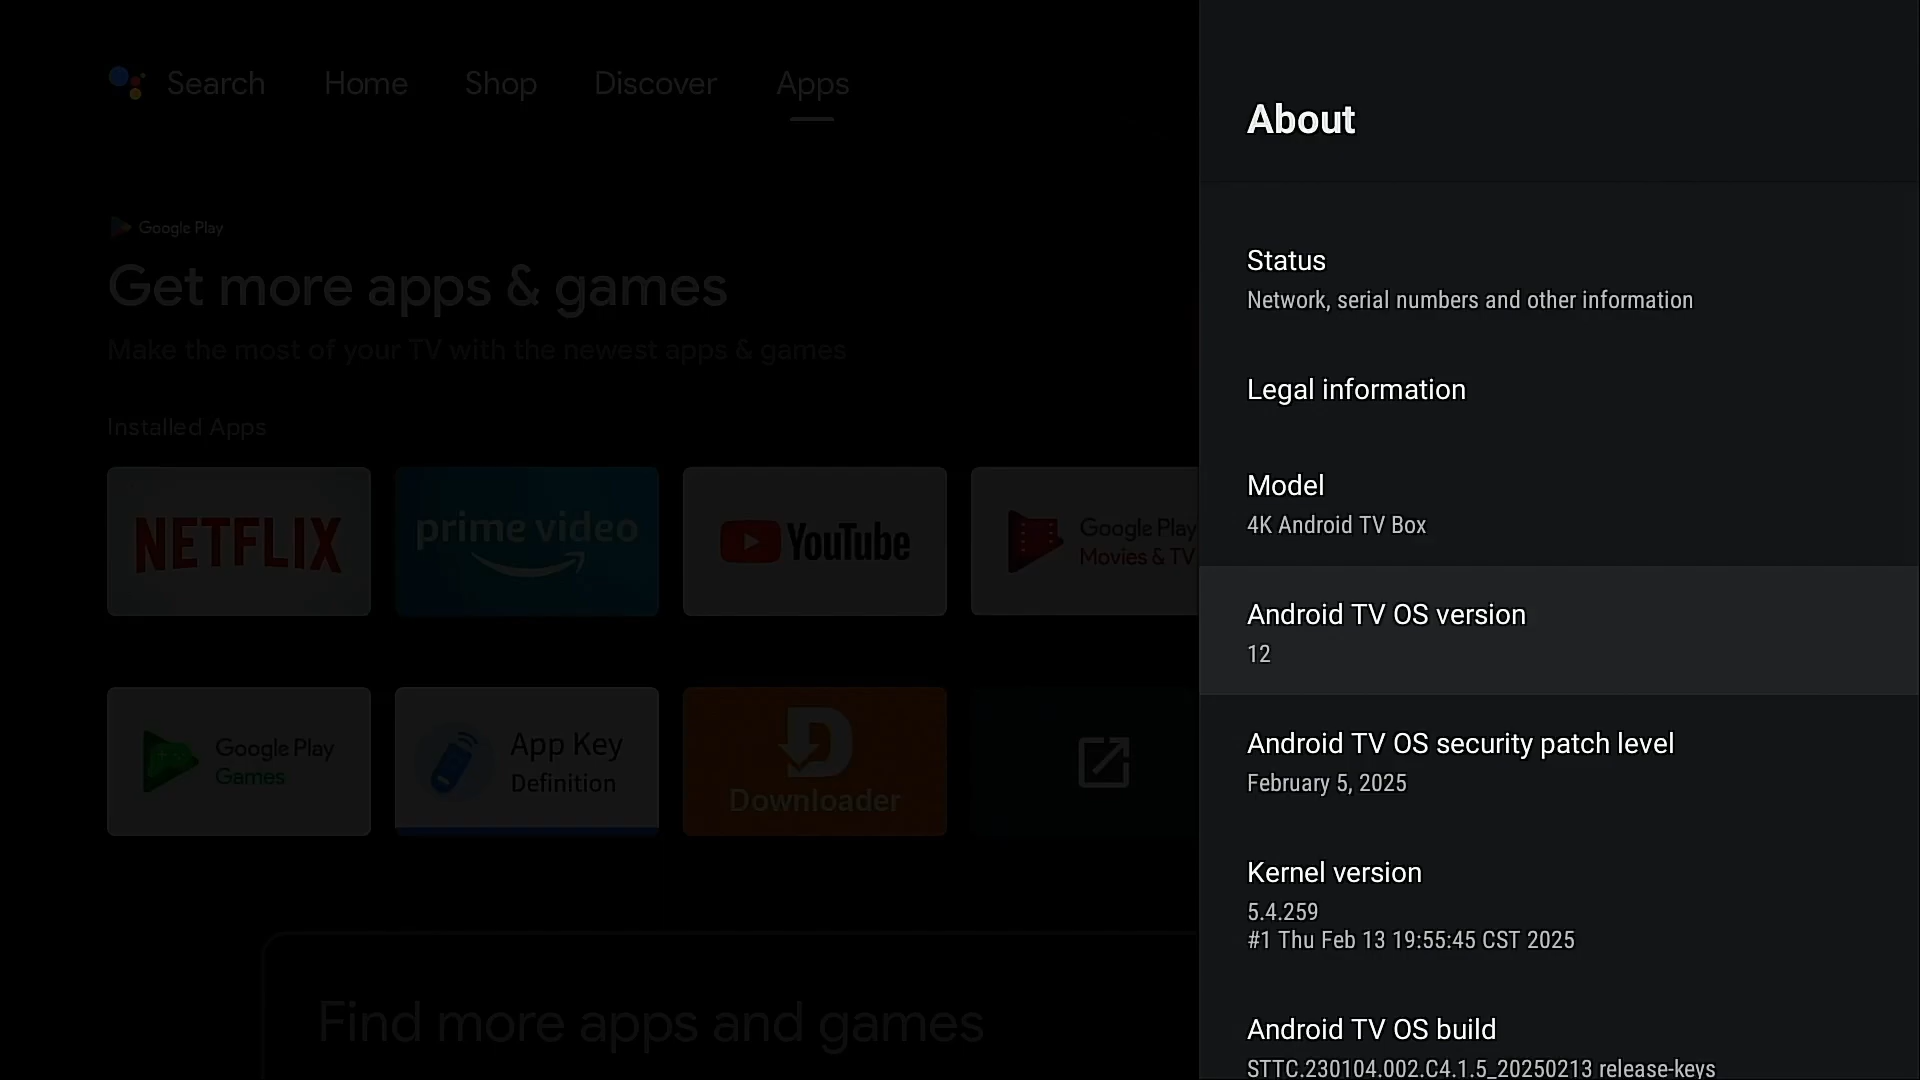 Search Home Shop Discover Apps
Google Play
Get more apps & games
Make the most of your TV with the newest apps & games
Installed Apps
NETFLIX
prime video
YouTube
Google Play
Movies & TV
Google Play
Games
App Key
Definition
Downloader
Find more apps and games
About
Status
Network, serial numbers and other information
Legal information
Model
4K Android TV Box
Android TV OS version
12
Android TV OS security patch level
February 5, 2025
Kernel version
5.4.259
#1 Thu Feb 13 19:55:45 CST 2025
Android TV OS build
STTC.230104.002.C4.1.5_20250213 release-keys